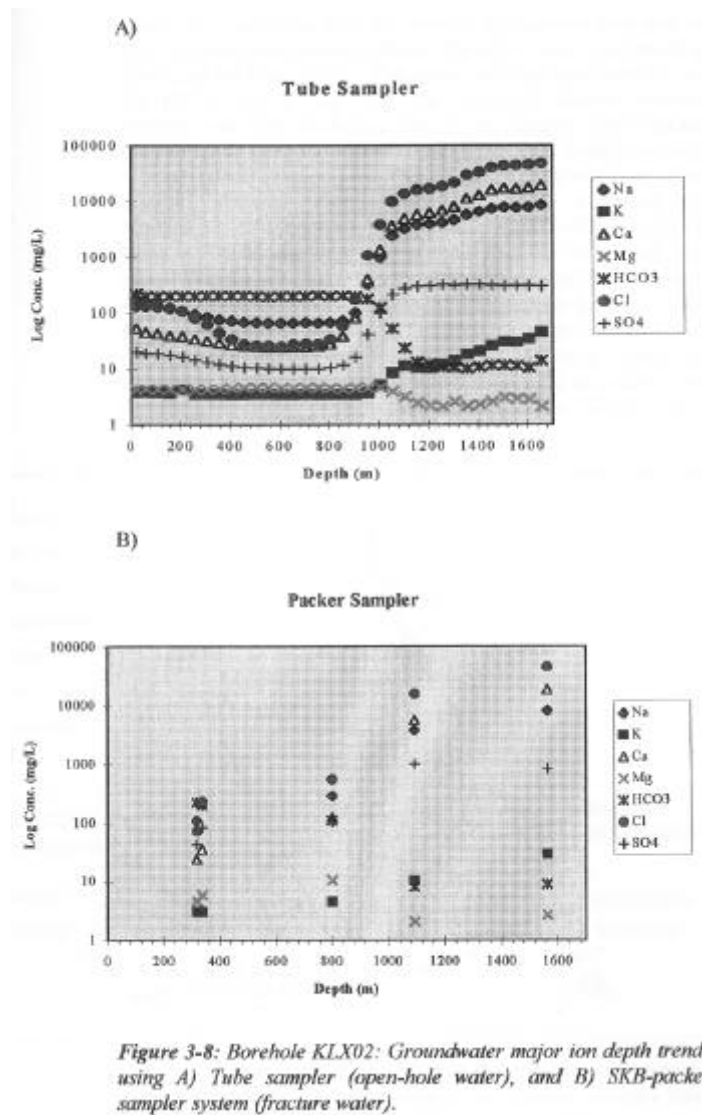 A)
Tube Sampler
100000
10000
1000
100
10
1
Log Conc. (mg/L)
0 200 400 600 800 1000 1200 1400 1600
Depth (m)
Na
K
Ca
Mg
HCO3
Cl
SO4
B)
Packer Sampler
100000
10000
1000
100
10
1
Log Conc. (mg/L)
0 200 400 600 800 1000 1200 1400 1600
Depth (m)
Na
K
Ca
Mg
HCO3
Cl
SO4
Figure 3-8: Borehole KLX02: Groundwater major ion depth trend
using A) Tube sampler (open-hole water), and B) SKB-packe
sampler system (fracture water).